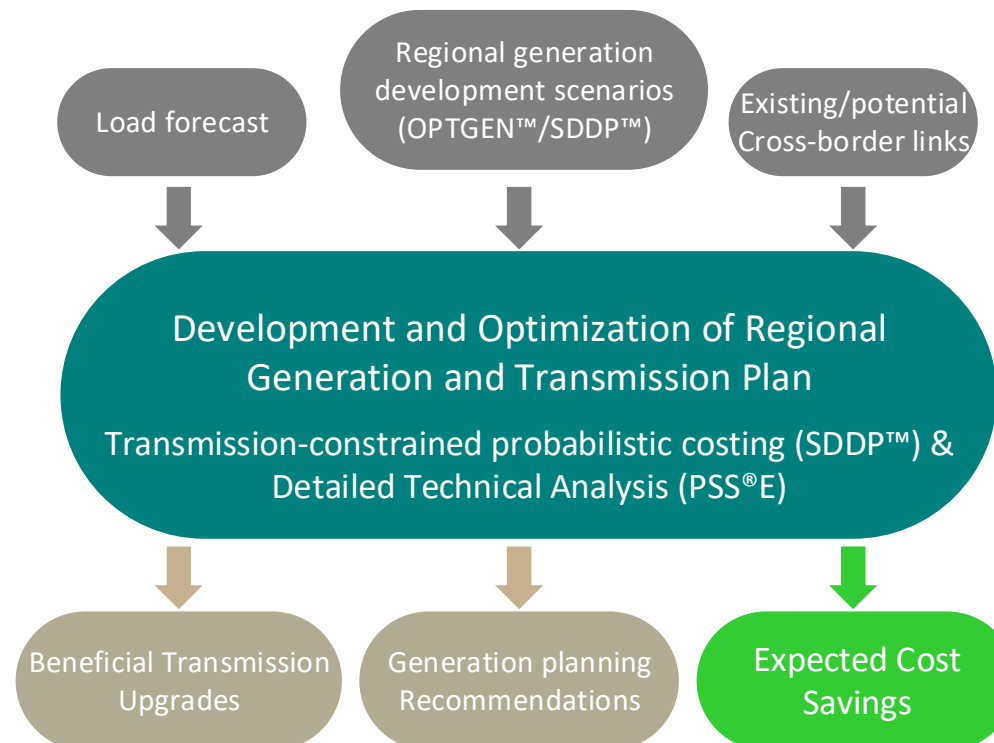 Load forecast
Regional generation
development scenarios
(OPTGEN™/SDDP™)
Existing/potential
Cross-border links
Development and Optimization of Regional
Generation and Transmission Plan
Transmission-constrained probabilistic costing (SDDP™) &
Detailed Technical Analysis (PSS®E)
Beneficial Transmission
Upgrades
Generation planning
Recommendations
Expected Cost
Savings